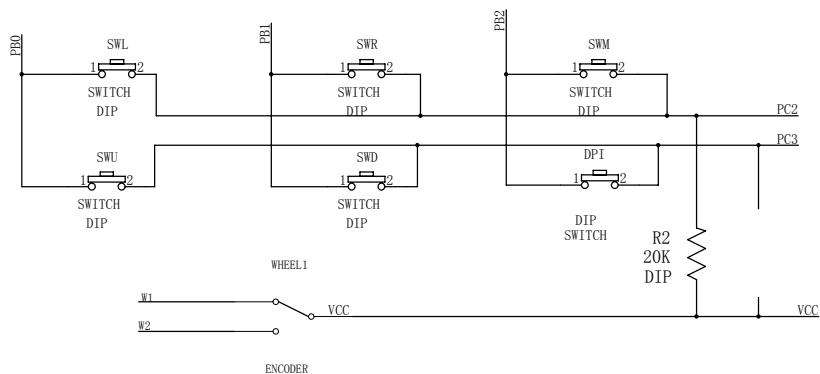 PB0
SWL
1 2
SWITCH
DIP
PB1
SWR
1 2
SWITCH
DIP
PB2
SWM
1 2
SWITCH
DIP
PC2
PC3
SWU
1 2
SWITCH
DIP
SWD
1 2
SWITCH
DIP
DPI
1 2
DIP
SWITCH
R2
20K
DIP
WHEEL1
W1
VCC
W2
VCC
ENCODER